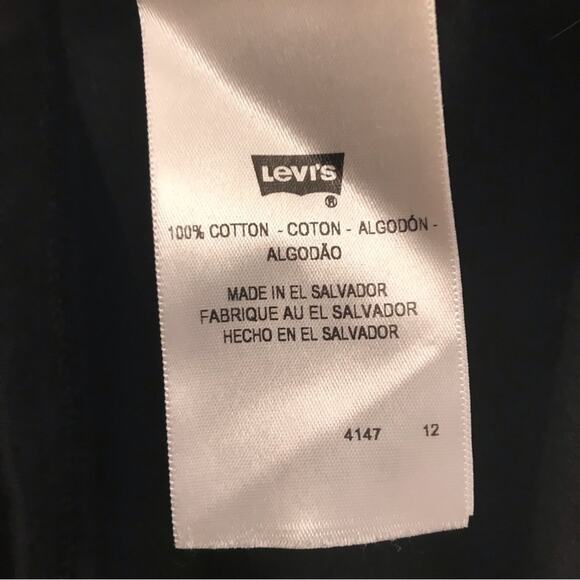 Levi's
®
100% COTTON - COTON - ALGODÓN -
ALGODÃO
MADE IN EL SALVADOR
FABRIQUE AU EL SALVADOR
HECHO EN EL SALVADOR
4147 12